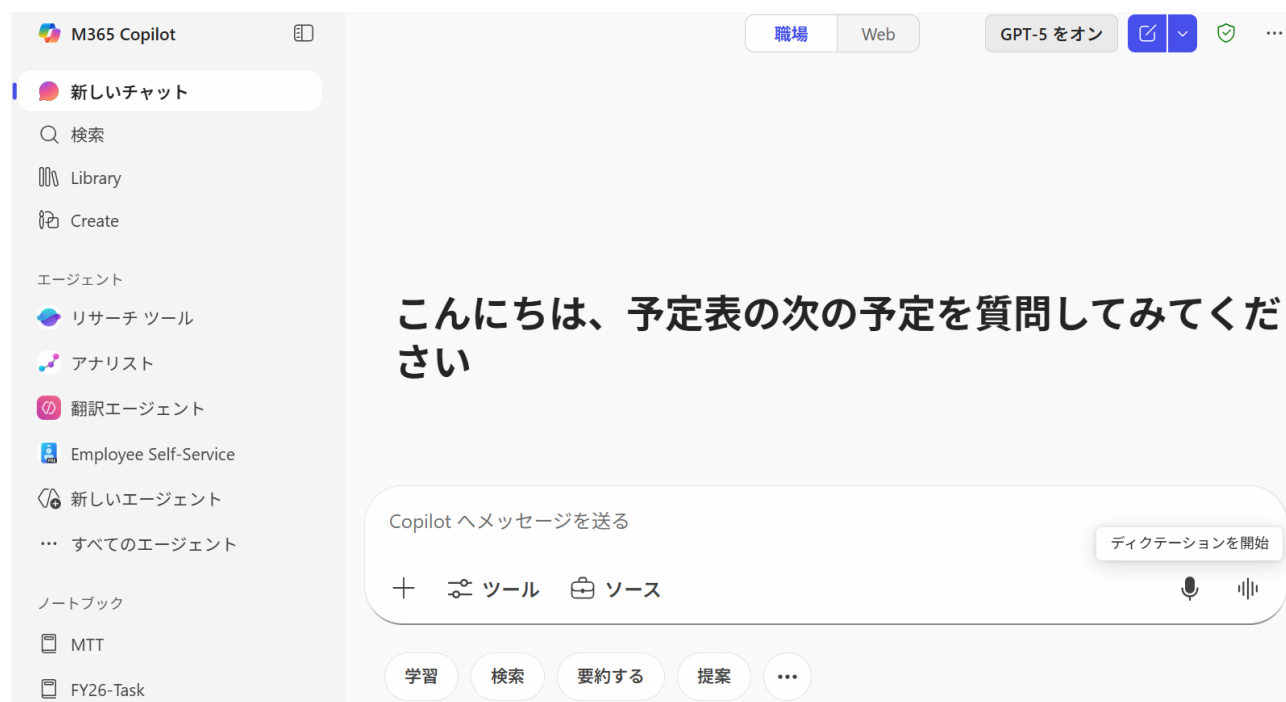 M365 Copilot
新しいチャット
検索
Library
Create
エージェント
リサーチ ツール
アナリスト
翻訳エージェント
Employee Self-Service
新しいエージェント
すべてのエージェント
ノートブック
MTT
FY26-Task
職場 Web
GPT-5 をオン
こんにちは、予定表の次の予定を質問してみてくだ
さい
Copilot へメッセージを送る
ディクテーションを開始
ツール ソース
学習 検索 要約する 提案